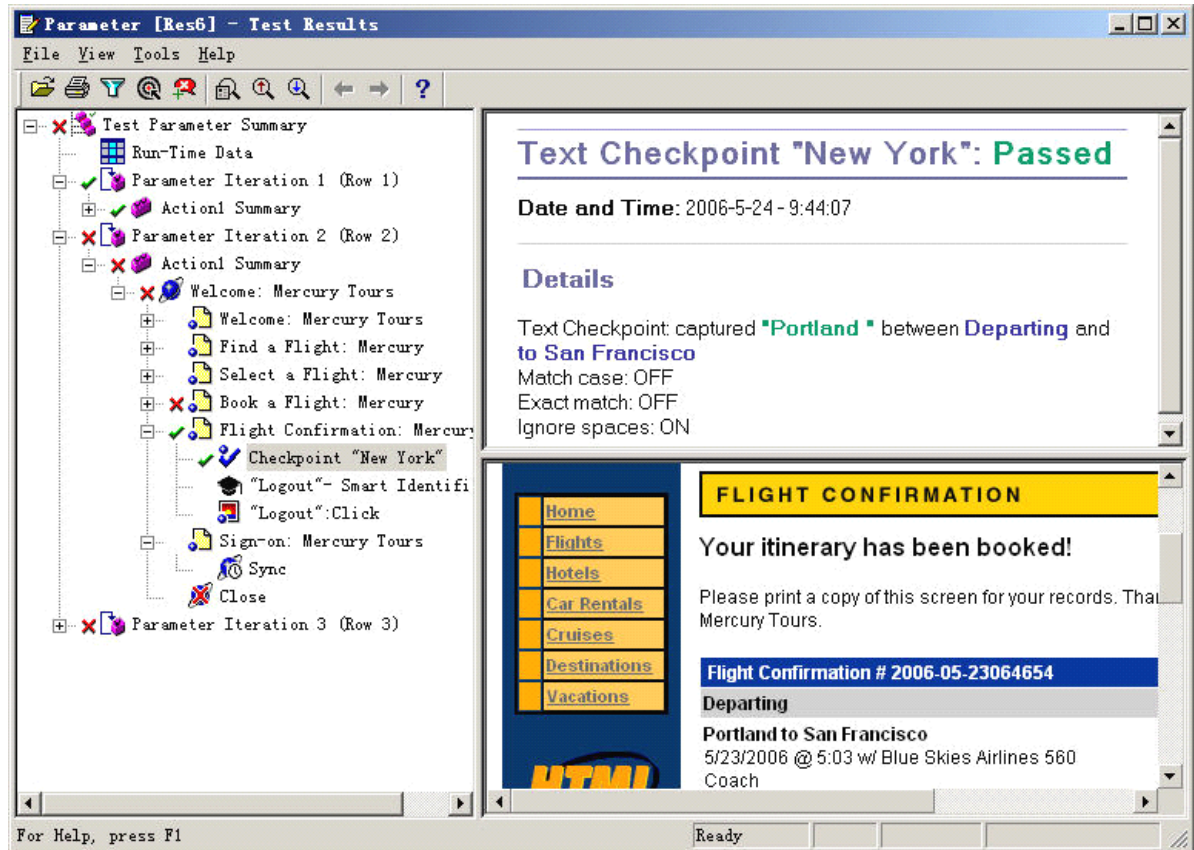 Parameter [Res6] - Test Results
File View Tools Help
Test Parameter Summary
Run-Time Data
Parameter Iteration 1 (Row 1)
Action1 Summary
Parameter Iteration 2 (Row 2)
Action1 Summary
Welcome: Mercury Tours
Welcome: Mercury Tours
Find a Flight: Mercury
Select a Flight: Mercury
Book a Flight: Mercury
Flight Confirmation: Mercury
Checkpoint "New York"
"Logout"- Smart Identifi
"Logout":Click
Sign-on: Mercury Tours
Sync
Close
Parameter Iteration 3 (Row 3)
Text Checkpoint "New York": Passed
Date and Time: 2006-5-24 - 9:44:07
Details
Text Checkpoint: captured "Portland " between Departing and
to San Francisco
Match case: OFF
Exact match: OFF
Ignore spaces: ON
Home
Flights
Hotels
Car Rentals
Cruises
Destinations
Vacations
HTML
FLIGHT CONFIRMATION
Your itinerary has been booked!
Please print a copy of this screen for your records. Tha
Mercury Tours.
Flight Confirmation # 2006-05-23064654
Departing
Portland to San Francisco
5/23/2006 @ 5:03 w/ Blue Skies Airlines 560
Coach
For Help, press F1
Ready